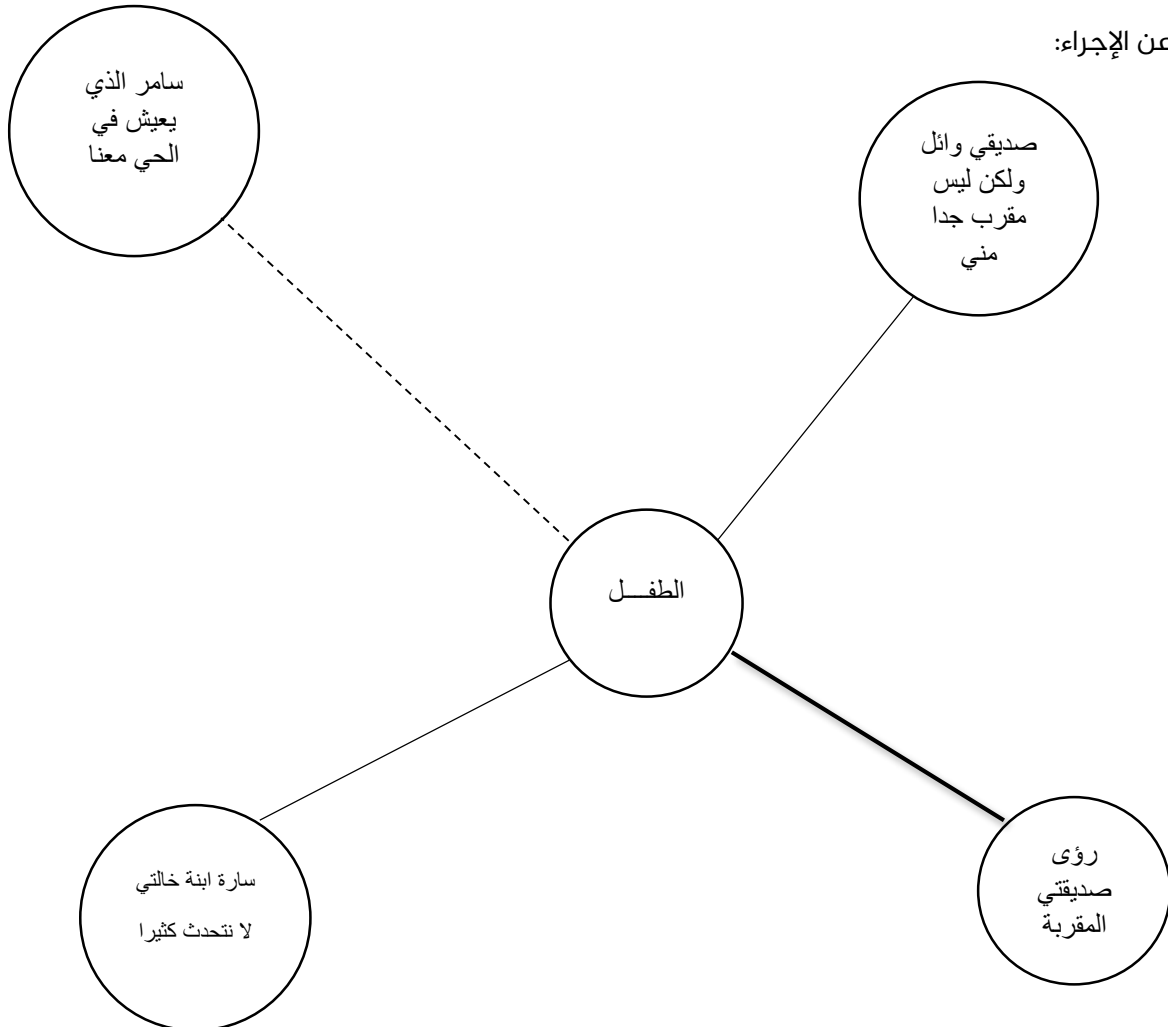 عن الإجراء:
صديقي وائل
ولكن ليس
مقرب جدا
مني
سامر الذي
يعيش في
الحي معنا
الطفـــل
رؤى
صديقتي
المقربة
سارة ابنة خالتي
لا نتحدث كثيرا